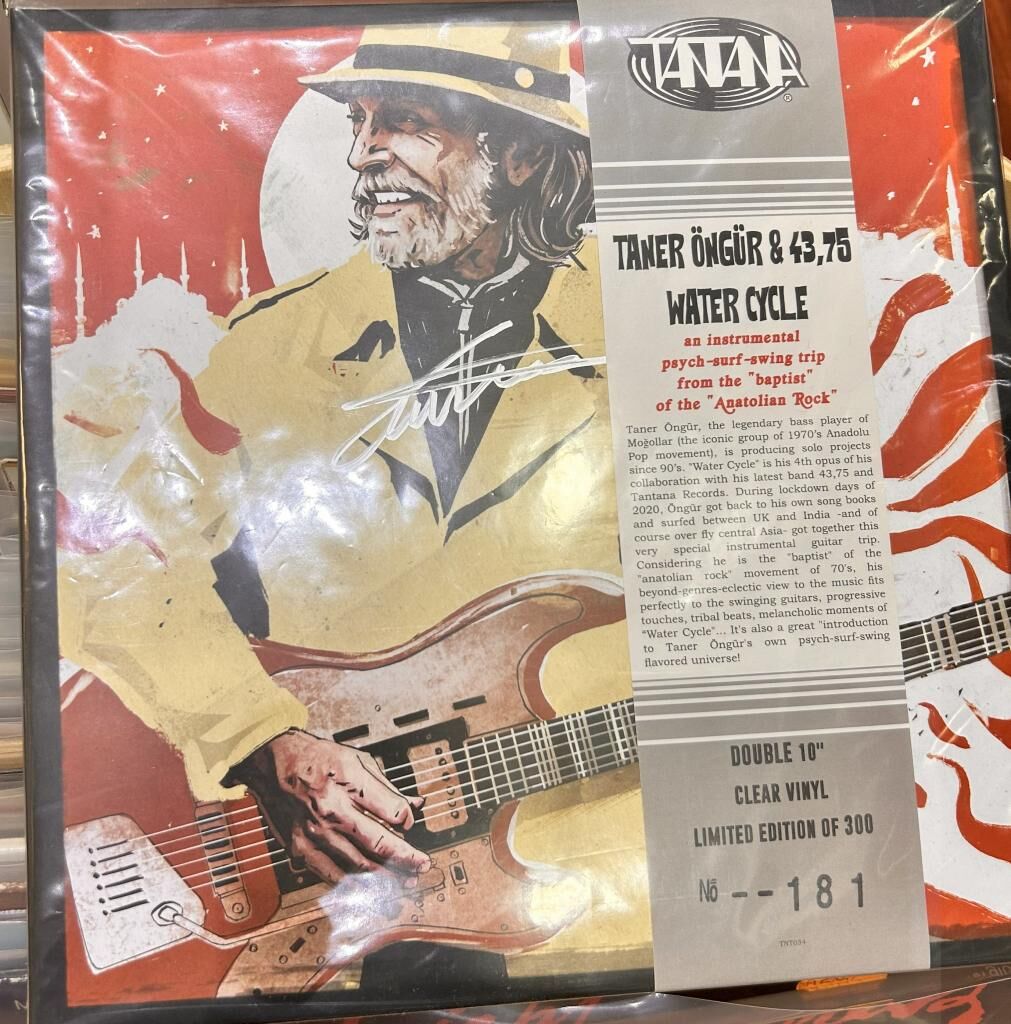 TANTANA
®
TANER ÖNGÜR & 43,75
WATER CYCLE
an instrumental
psych-surf-swing trip
from the "baptist"
of the "Anatolian Rock"
Taner Öngür, the legendary bass player of
Moğollar (the iconic group of 1970's Anadolu
Pop movement), is producing solo projects
since 90's. "Water Cycle" is his 4th opus of his
collaboration with his latest band 43,75 and
Tantana Records. During lockdown days of
2020, Öngür got back to his own song books
and surfed between UK and India -and of
course over fly central Asia- got together this
very special instrumental guitar trip.
Considering he is the "baptist" of the
"anatolian rock" movement of 70's, his
beyond-genres-eclectic view to the music fits
perfectly to the swinging guitars, progressive
touches, tribal beats, melancholic moments of
"Water Cycle"... It's also a great "introduction
to Taner Öngür's own psych-surf-swing
flavored universe!
DOUBLE 10"
CLEAR VINYL
LIMITED EDITION OF 300
No --181
TNT034